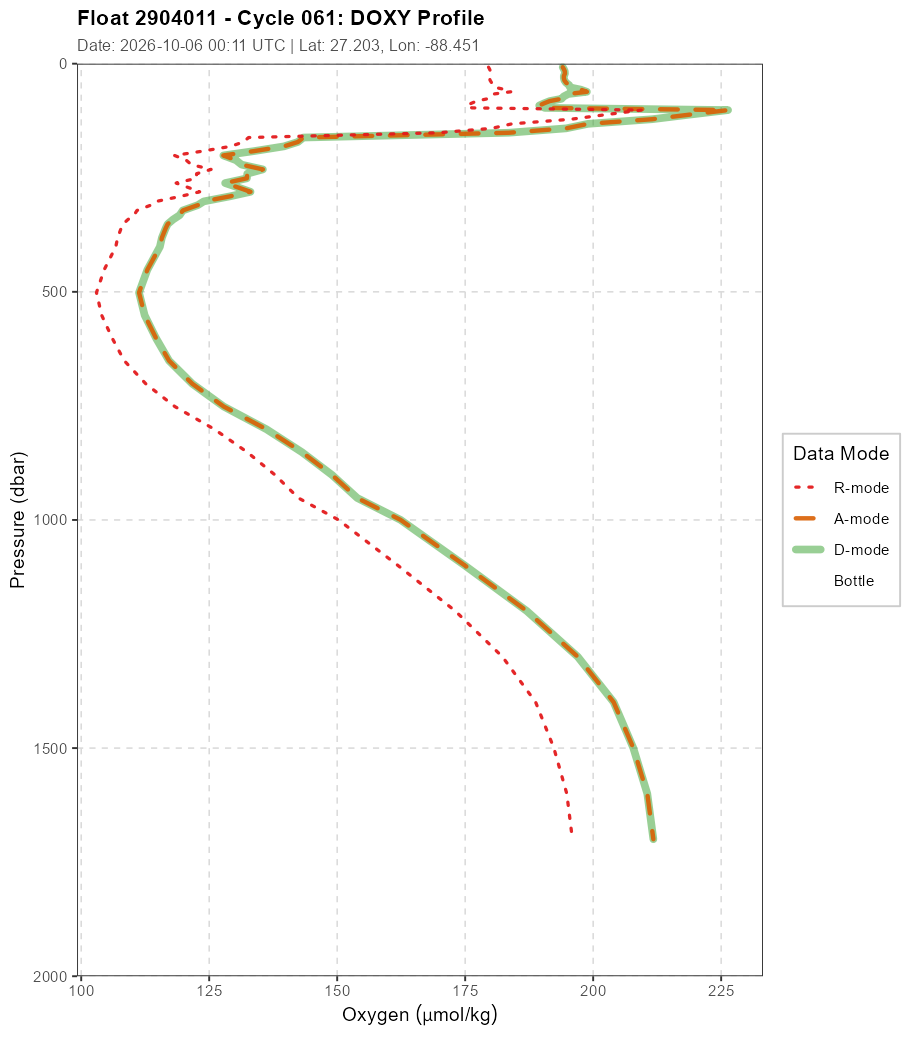 Float 2904011 - Cycle 061: DOXY Profile
Date: 2026-10-06 00:11 UTC | Lat: 27.203, Lon: -88.451
0
500
1000
1500
2000
Pressure (dbar)
100
125
150
175
200
225
Oxygen (µmol/kg)
Data Mode
R-mode
A-mode
D-mode
Bottle